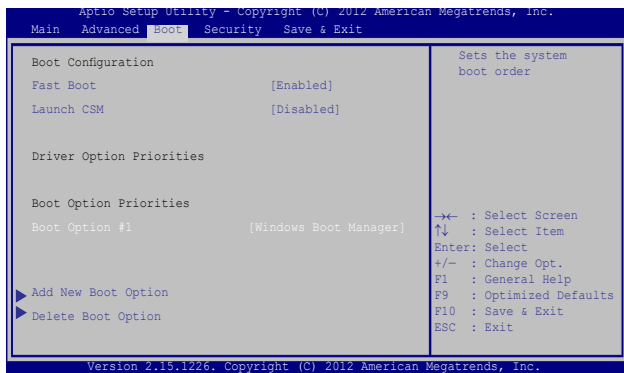 Aptio Setup Utility - Copyright (C) 2012 American Megatrends, Inc.
Main Advanced Boot Security Save & Exit
Boot Configuration
Fast Boot [Enabled]
Launch CSM [Disabled]
Driver Option Priorities
Boot Option Priorities
Boot Option #1 [Windows Boot Manager]
Add New Boot Option
Delete Boot Option
Sets the system
boot order
→← : Select Screen
↑↓ : Select Item
Enter: Select
+/— : Change Opt.
F1 : General Help
F9 : Optimized Defaults
F10 : Save & Exit
ESC : Exit
Version 2.15.1226. Copyright (C) 2012 American Megatrends, Inc.